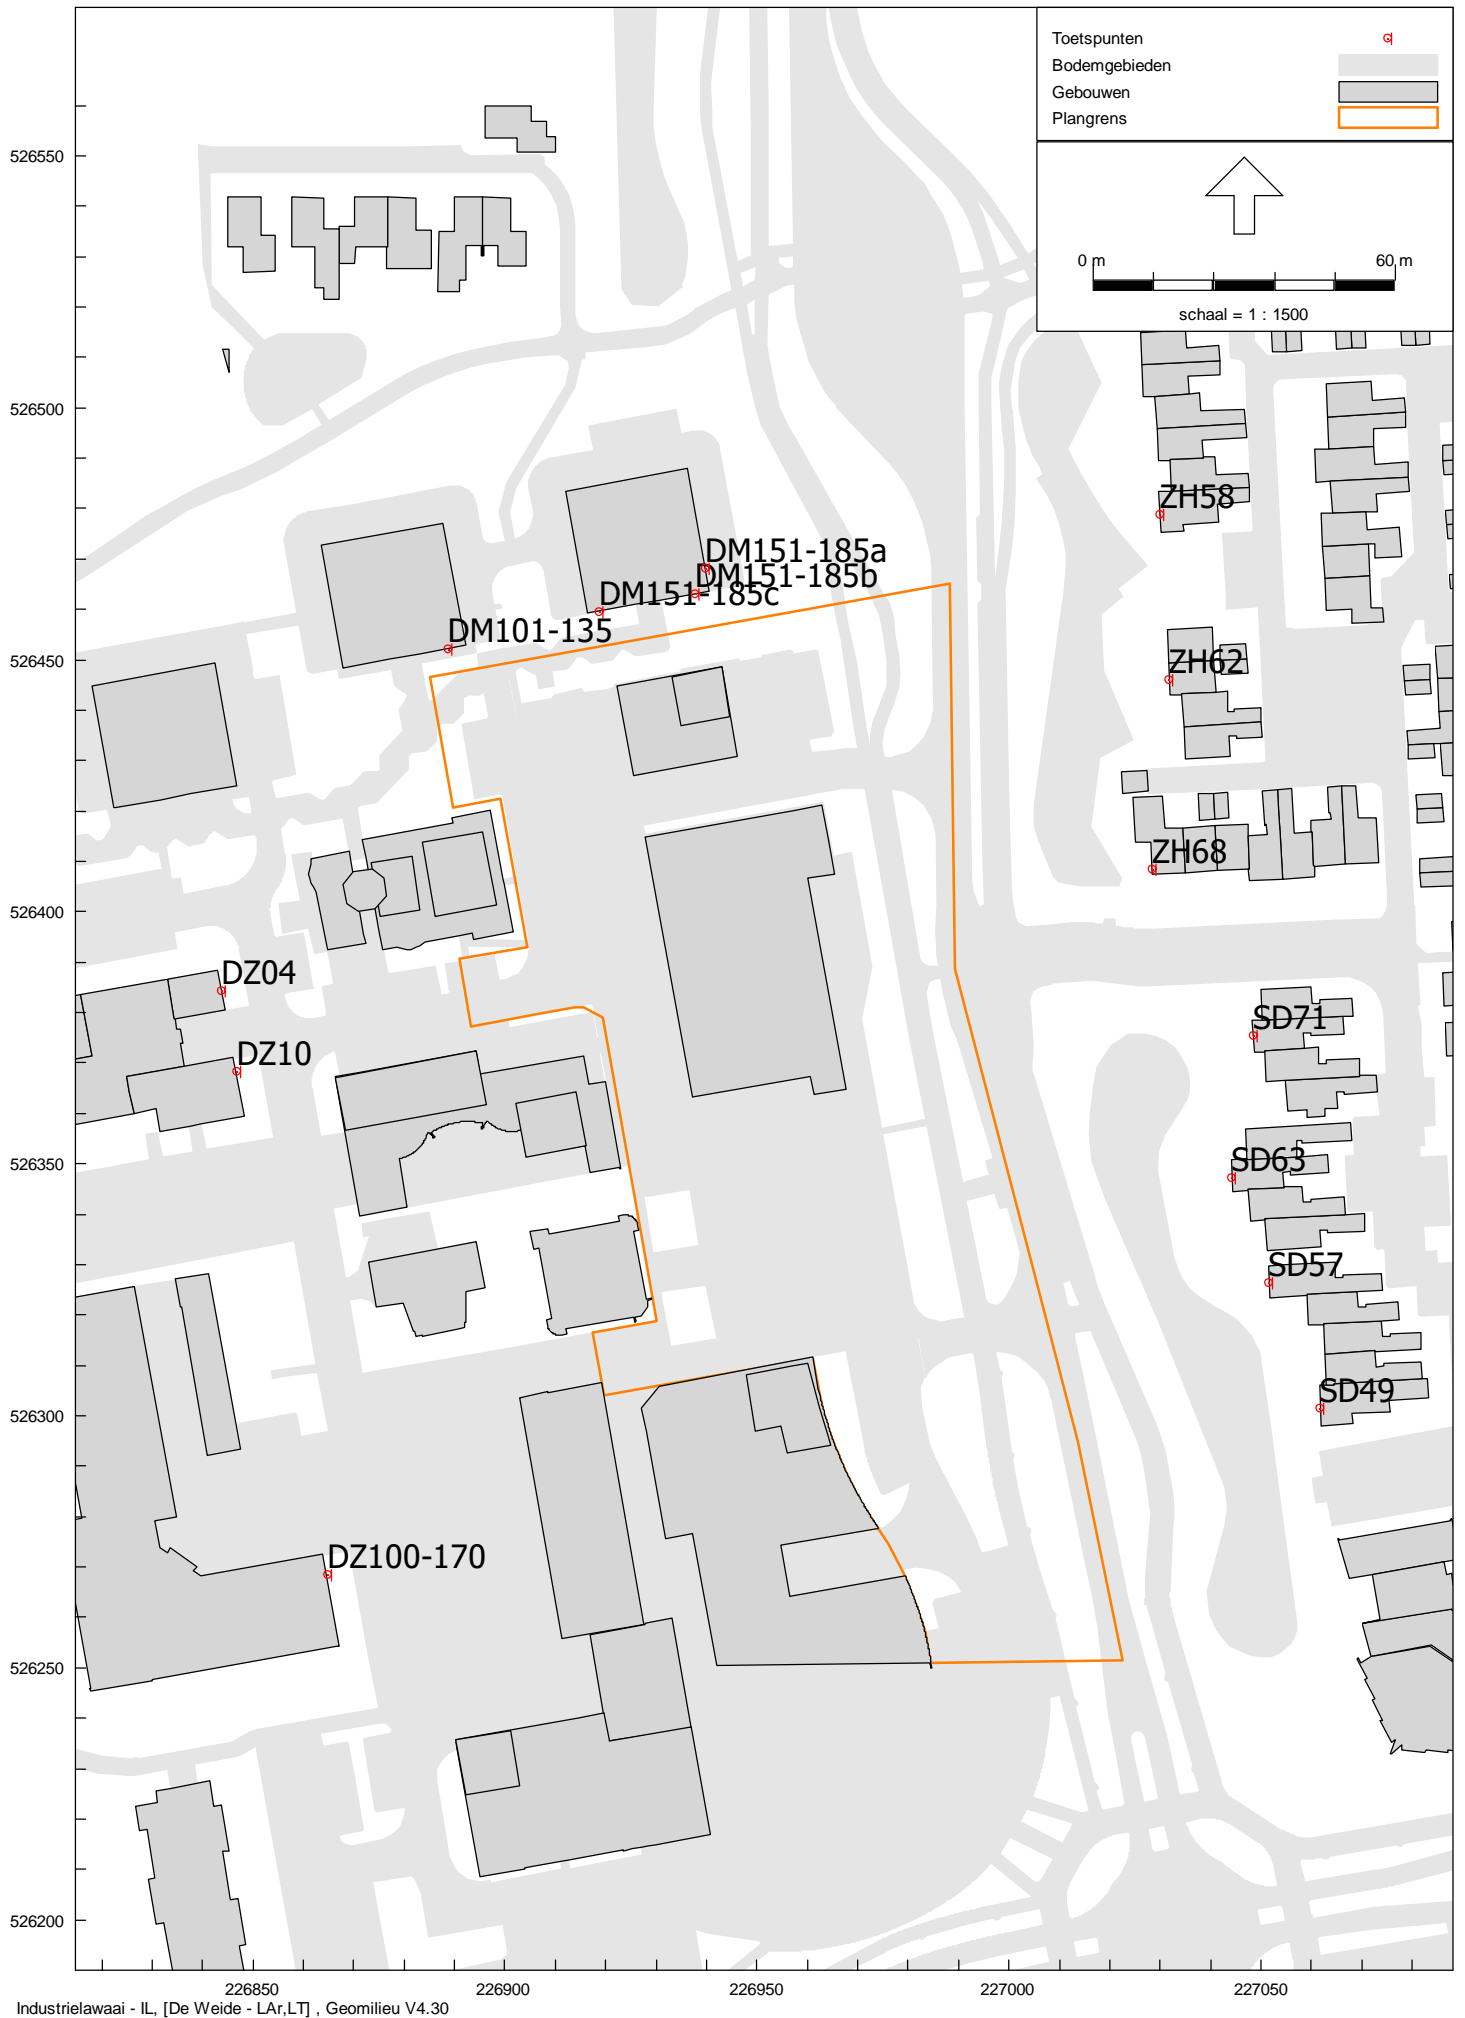 Toetspunten
Bodemgebieden
Gebouwen
Plangrens
0 m 60 m
schaal = 1 : 1500
526550
526500
526450
526400
526350
526300
526250
526200
ZH58
DM151-185a
DM151-185b
DM151-185c
DM101-135
ZH62
ZH68
DZ04
SD71
DZ10
SD63
SD57
SD49
DZ100-170
226850 226900 226950 227000 227050
Industrielawaai - IL, [De Weide - LAr,LT] , Geomilieu V4.30